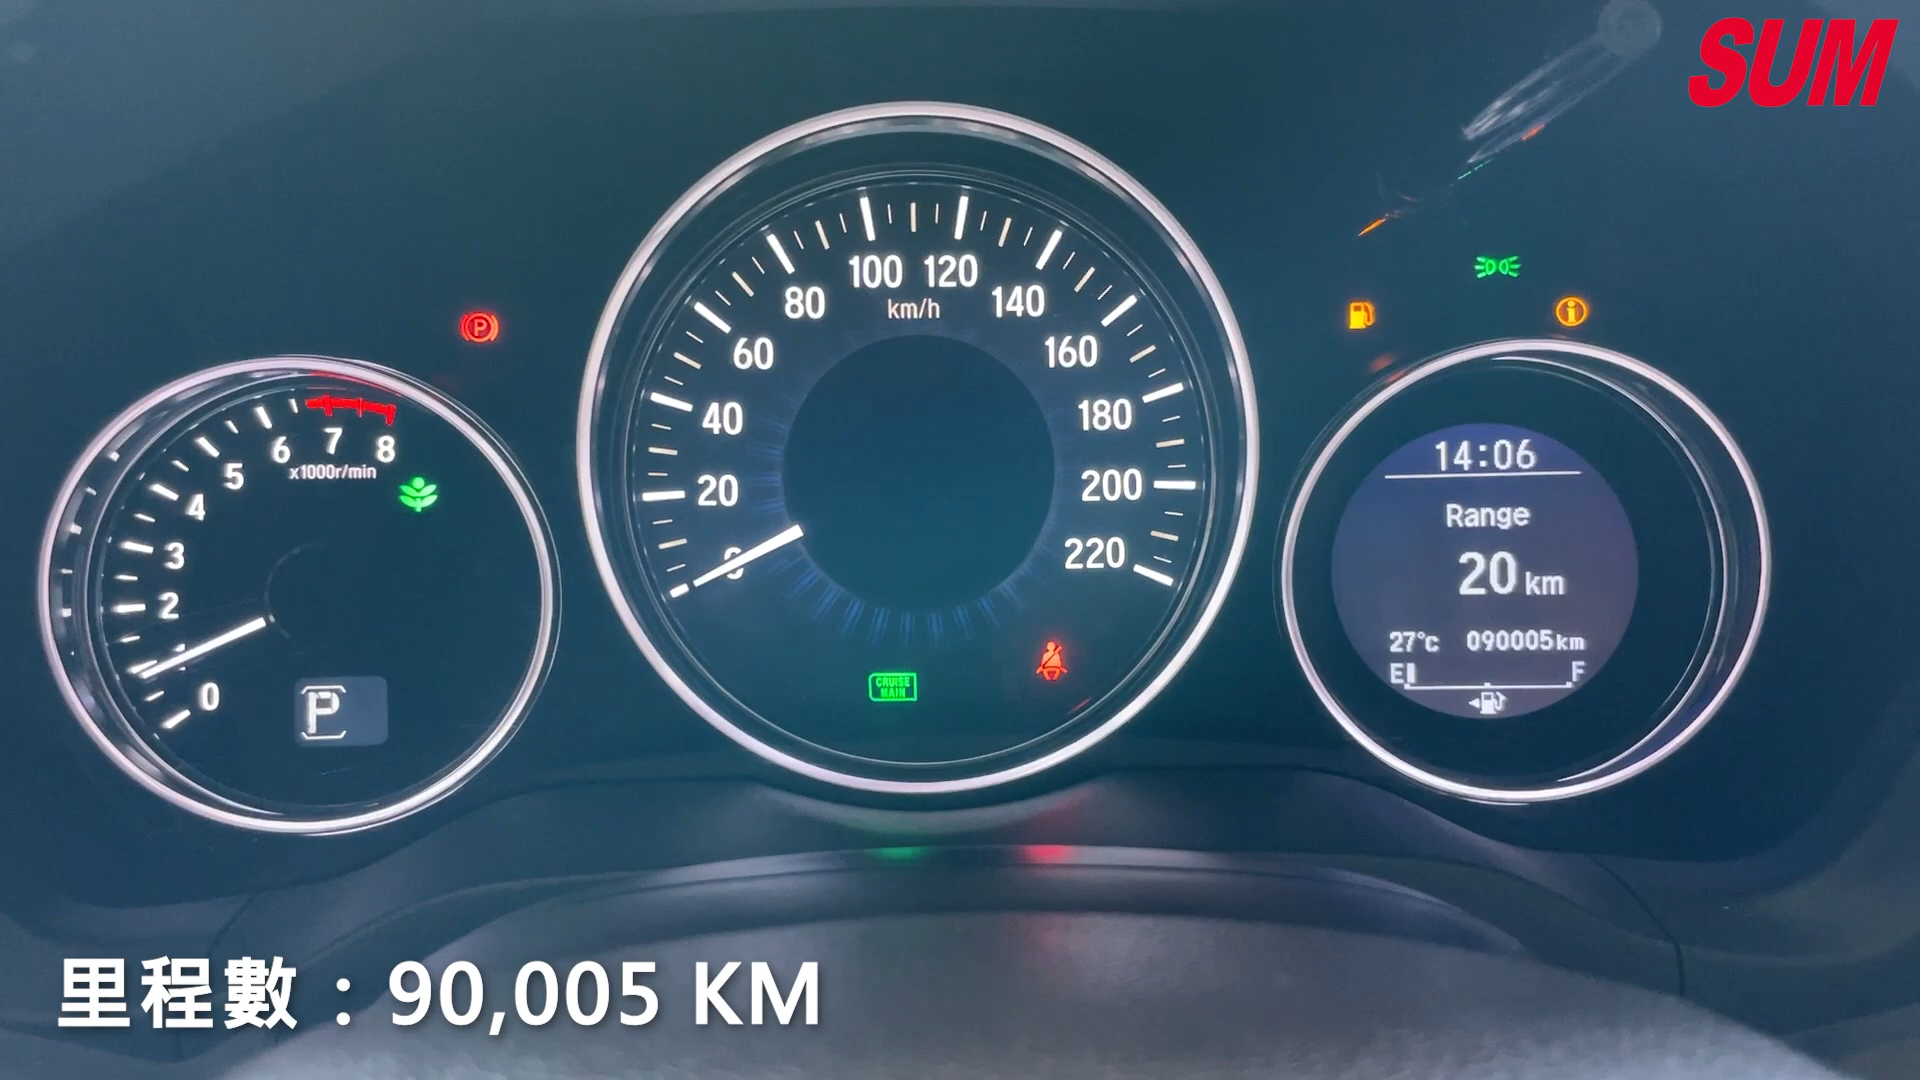 SUM
100 120
km/h
80
140
60
160
40
180
20
200
0
220
CRUISE
MAIN
P
6 7 8
x1000r/min
5
4
3
2
1
0
P
14:06
Range
20 km
27°c 090005km
E F
里程數：90,005 KM